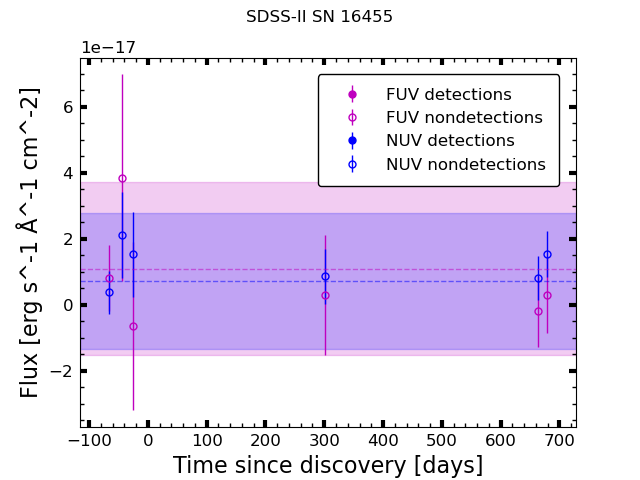 SDSS-II SN 16455
1e−17
FUV detections
FUV nondetections
NUV detections
NUV nondetections
6
4
2
0
−2
Flux [erg s^-1 Å^-1 cm^-2]
−100 0 100 200 300 400 500 600 700
Time since discovery [days]